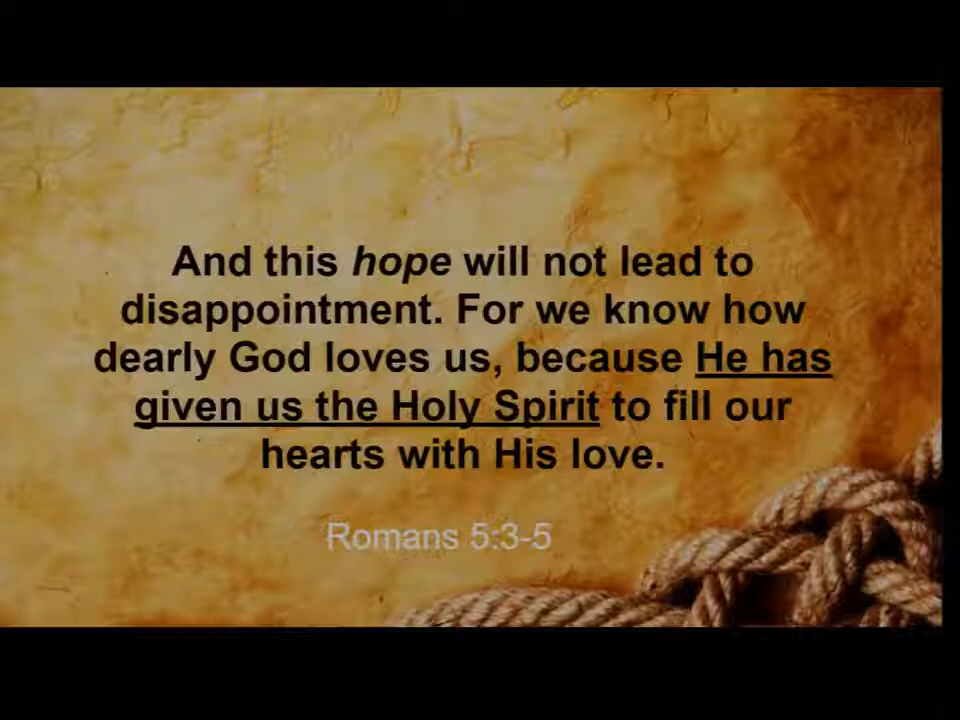 And this hope will not lead to
disappointment. For we know how
dearly God loves us, because He has
given us the Holy Spirit to fill our
hearts with His love.
Romans 5:3-5